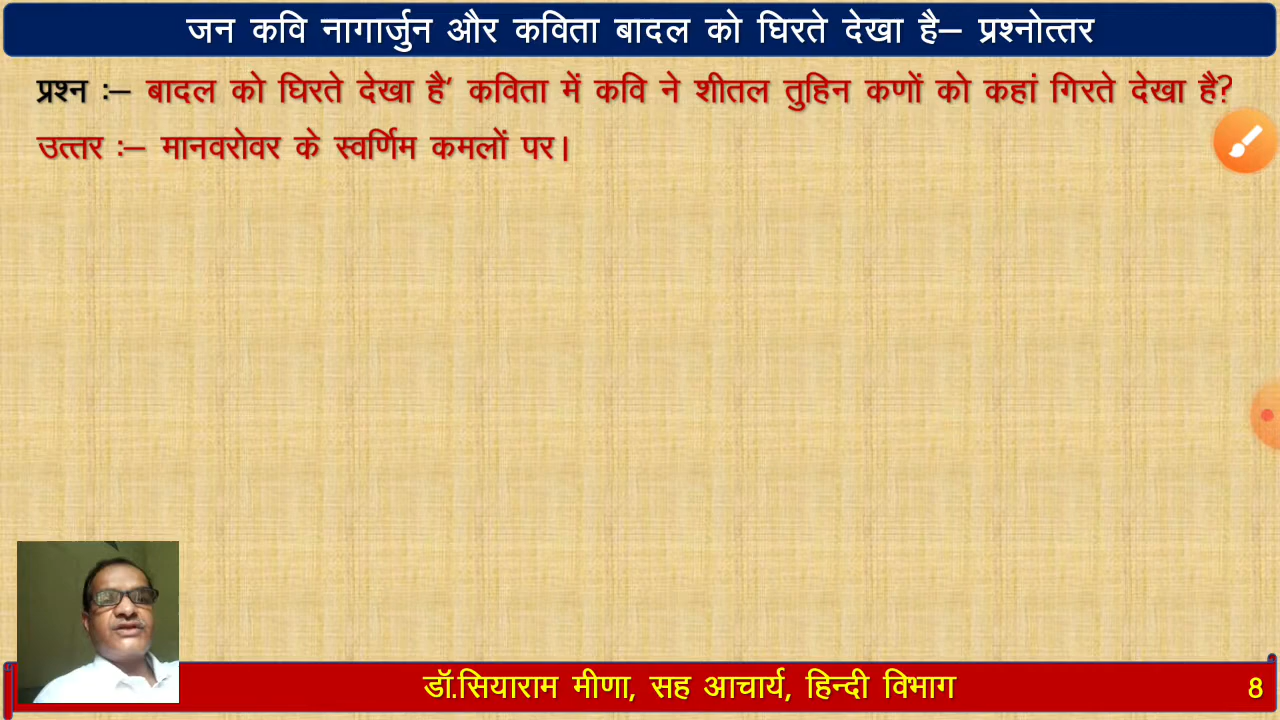 जन कवि नागार्जुन और कविता बादल को घिरते देखा है– प्रश्नोत्तर
प्रश्न :– बादल को घिरते देखा है’ कविता में कवि ने शीतल तुहिन कणों को कहां गिरते देखा है?
उत्तर :– मानवरोवर के स्वर्णिम कमलों पर।
डॉ.सियाराम मीणा, सह आचार्य, हिन्दी विभाग
8